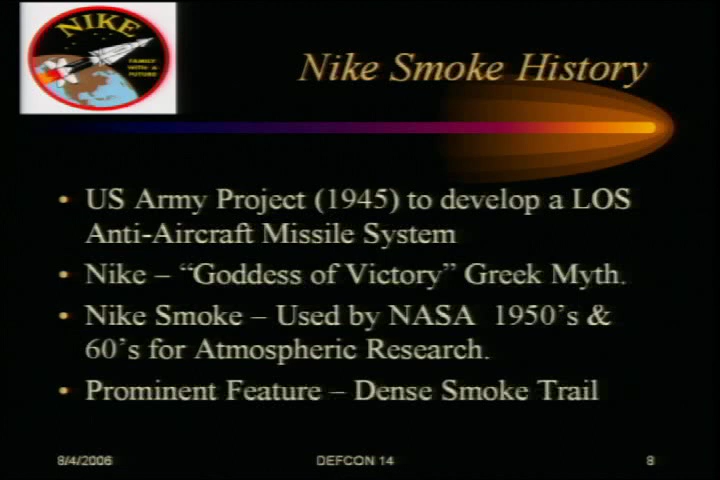 NIKE
FAMILY
WITH A
FUTURE
Nike Smoke History
• US Army Project (1945) to develop a LOS
Anti-Aircraft Missile System
• Nike – “Goddess of Victory” Greek Myth.
• Nike Smoke – Used by NASA 1950’s &
60’s for Atmospheric Research.
• Prominent Feature – Dense Smoke Trail
8/4/2006 DEFCON 14 8